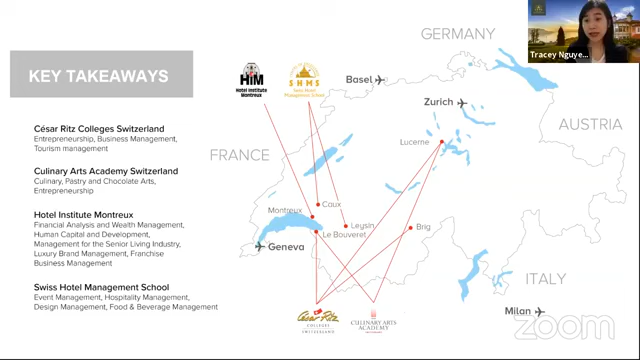 KEY TAKEAWAYS
César Ritz Colleges Switzerland
Entrepreneurship, Business Management,
Tourism management
Culinary Arts Academy Switzerland
Culinary, Pastry and Chocolate Arts,
Entrepreneurship
Hotel Institute Montreux
Financial Analysis and Wealth Management,
Human Capital and Development,
Management for the Senior Living Industry,
Luxury Brand Management, Franchise
Business Management
Swiss Hotel Management School
Event Management, Hospitality Management,
Design Management, Food & Beverage Management
HIM
Hotel Institute
Montreux
SHMS
Swiss Hotel
Management School
GERMANY
Basel
Zurich
AUSTRIA
Lucerne
FRANCE
Caux
Montreux
Leysin
Brig
Le Bouveret
Geneva
ITALY
Milan
César Ritz
COLLEGES
SWITZERLAND
CULINARY ARTS
ACADEMY
Tracey Nguye...
zoom